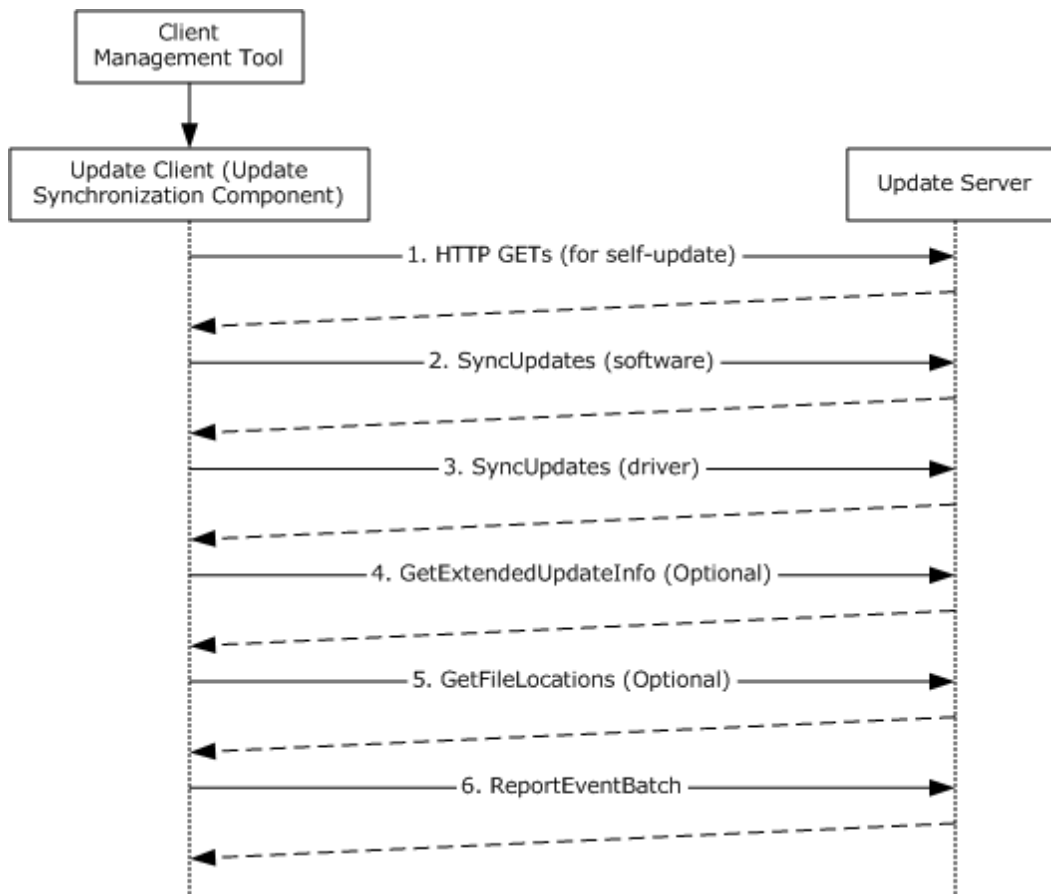 Client
Management Tool
Update Client (Update
Synchronization Component)
Update Server
1. HTTP GETs (for self-update)
2. SyncUpdates (software)
3. SyncUpdates (driver)
4. GetExtendedUpdateInfo (Optional)
5. GetFileLocations (Optional)
6. ReportEventBatch